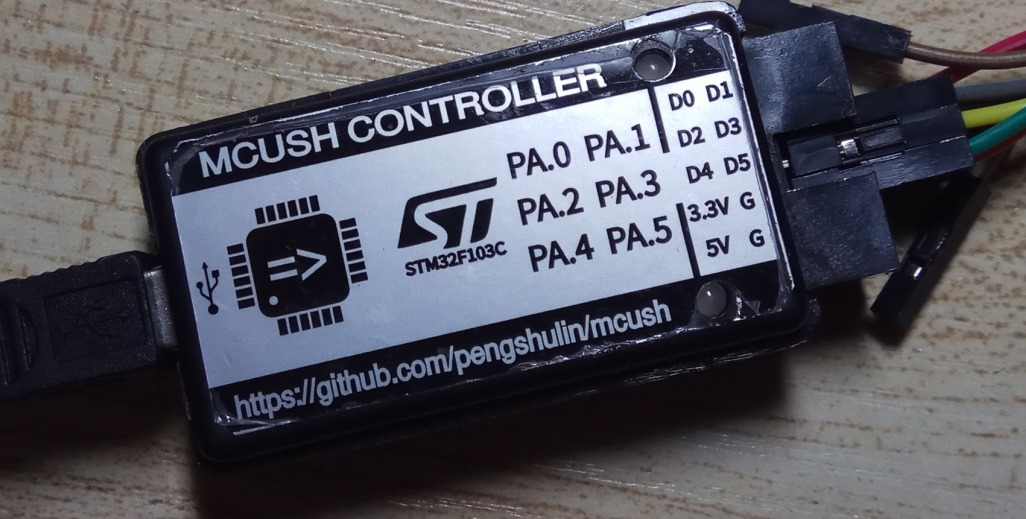 MCUSH CONTROLLER
=>
ST
STM32F103C
PA.0 PA.1
PA.2 PA.3
PA.4 PA.5
D0 D1
D2 D3
D4 D5
3.3V G
5V G
https://github.com/pengshulin/mcush